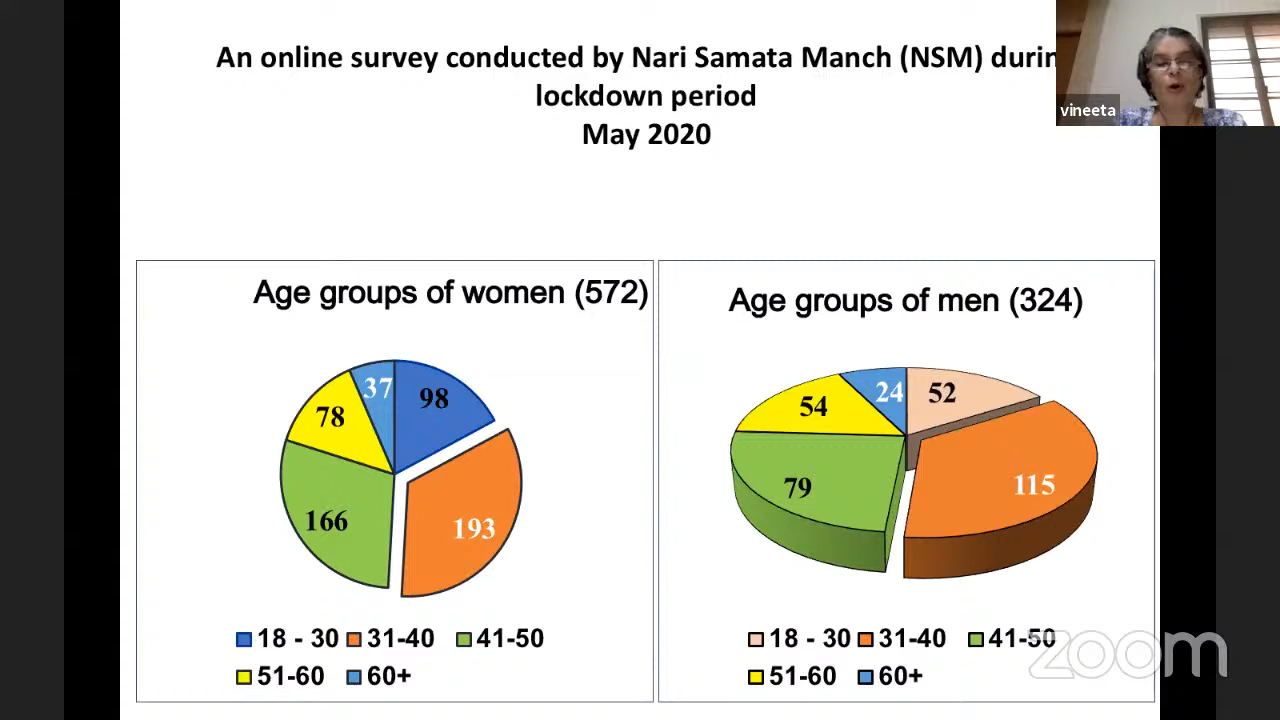 An online survey conducted by Nari Samata Manch (NSM) durin
lockdown period
May 2020
vineeta
Age groups of women (572)
98
193
166
78
37
18 - 30 31-40 41-50
51-60 60+
Age groups of men (324)
52
115
79
54
24
18 - 30 31-40 41-50
51-60 60+
zoom